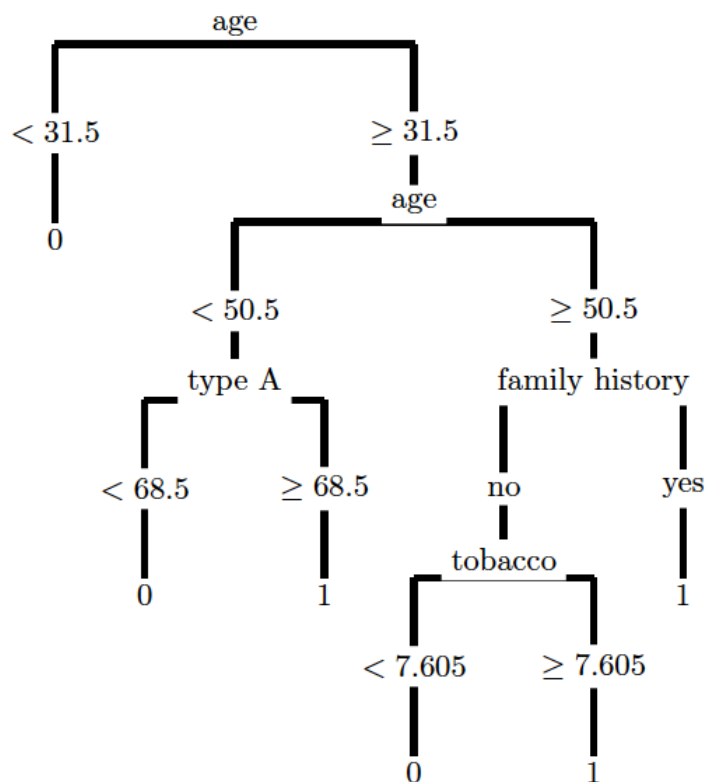 age
< 31.5 ≥ 31.5
age
0
< 50.5 ≥ 50.5
type A family history
< 68.5 ≥ 68.5 no yes
tobacco
0 1 1
< 7.605 ≥ 7.605
0 1